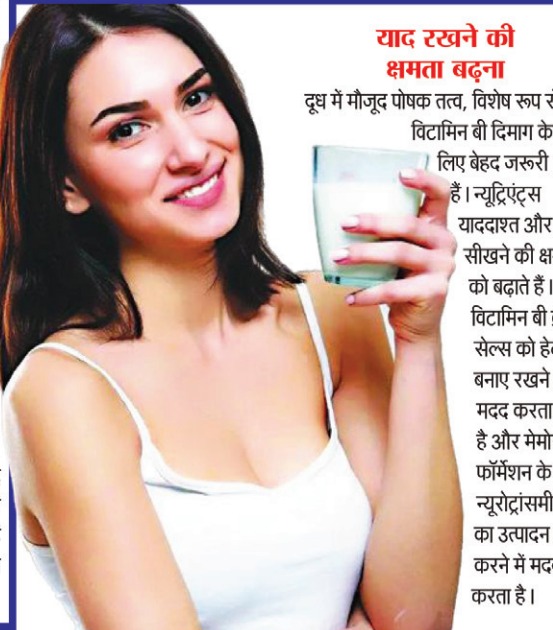 याद रखने की
क्षमता बढ़ना
दूध में मौजूद पोषक तत्व, विशेष रूप
विटामिन बी दिमाग के
लिए बेहद जरूरी
हैं। न्यूट्रिएंट्स
याददाश्त और
सीखने की
को बढ़ाते हैं।
विटामिन बी
सेल्स को
बनाए रखने
मदद करता
है और
फॉर्मेशन के
का उत्पादन
करने में
करता है।